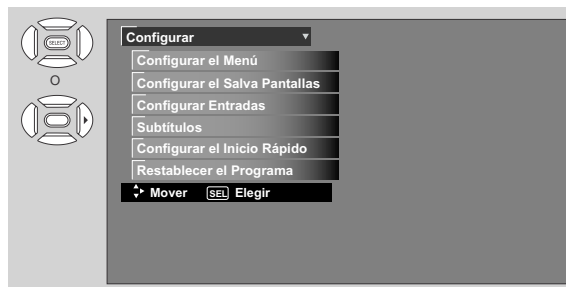 SELECT
O
Configurar
Configurar el Menú
Configurar el Salva Pantallas
Configurar Entradas
Subtítulos
Configurar el Inicio Rápido
Restablecer el Programa
Mover SEL Elegir